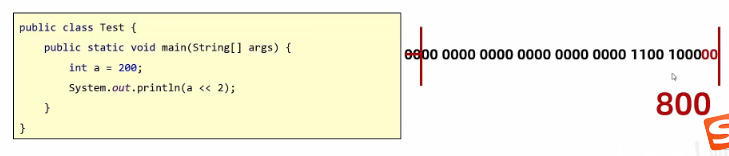 public class Test {
public static void main(String[] args) {
int a = 200;
System.out.println(a << 2);
}
}
0000 0000 0000 0000 0000 0000 1100 100000
800